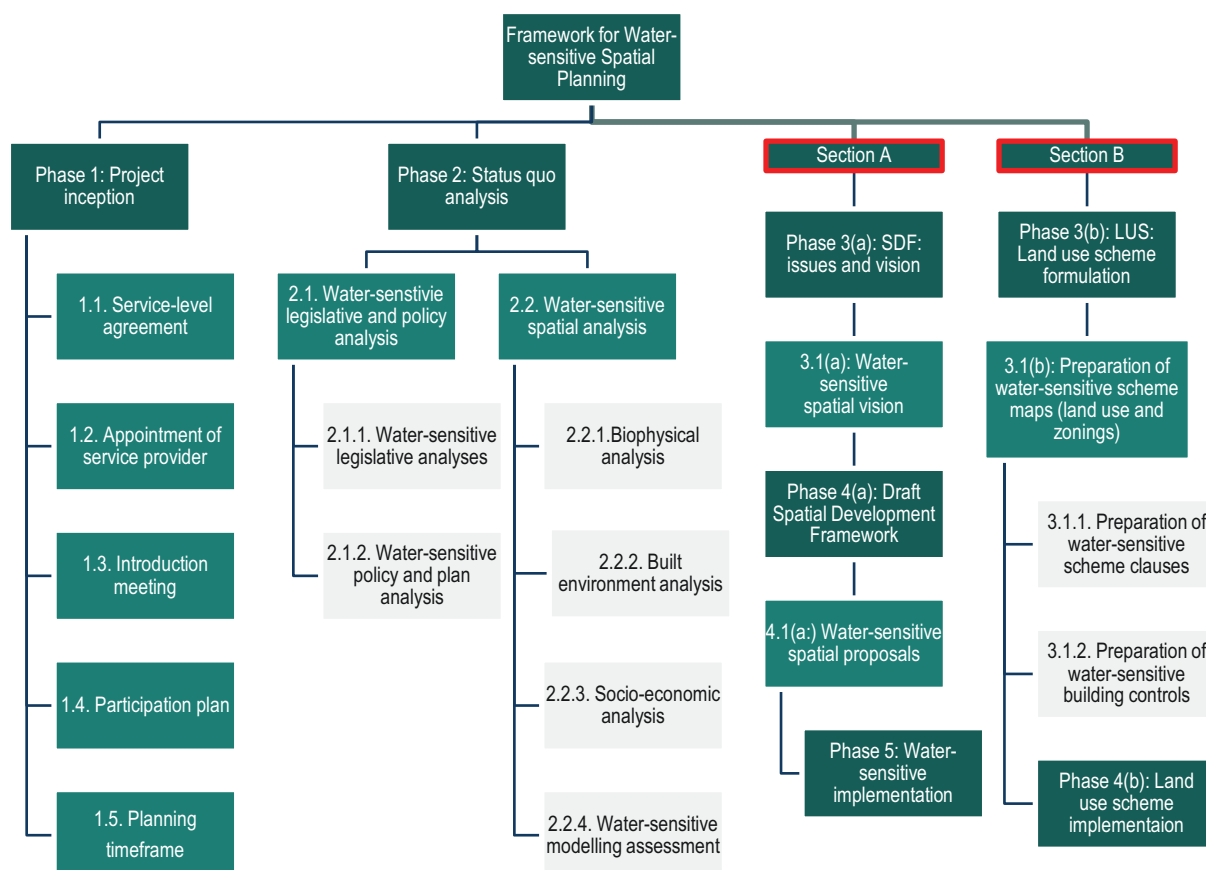 Framework for Water-
sensitive Spatial
Planning
Phase 1: Project
inception
1.1. Service-level
agreement
1.2. Appointment of
service provider
1.3. Introduction
meeting
1.4. Participation plan
1.5. Planning
timeframe
Phase 2: Status quo
analysis
2.1. Water-senstivie
legislative and policy
analysis
2.1.1. Water-sensitive
legislative analyses
2.1.2. Water-sensitive
policy and plan
analysis
2.2. Water-sensitive
spatial analysis
2.2.1.Biophysical
analysis
2.2.2. Built
environment analysis
2.2.3. Socio-economic
analysis
2.2.4. Water-sensitive
modelling assessment
Section A
Phase 3(a): SDF:
issues and vision
3.1(a): Water-
sensitive
spatial vision
Phase 4(a): Draft
Spatial Development
Framework
4.1(a:) Water-sensitive
spatial proposals
Phase 5: Water-
sensitive
implementation
Section B
Phase 3(b): LUS:
Land use scheme
formulation
3.1(b): Preparation of
water-sensitive scheme
maps (land use and
zonings)
3.1.1. Preparation of
water-sensitive
scheme clauses
3.1.2. Preparation of
water-sensitive
building controls
Phase 4(b): Land
use scheme
implementaion